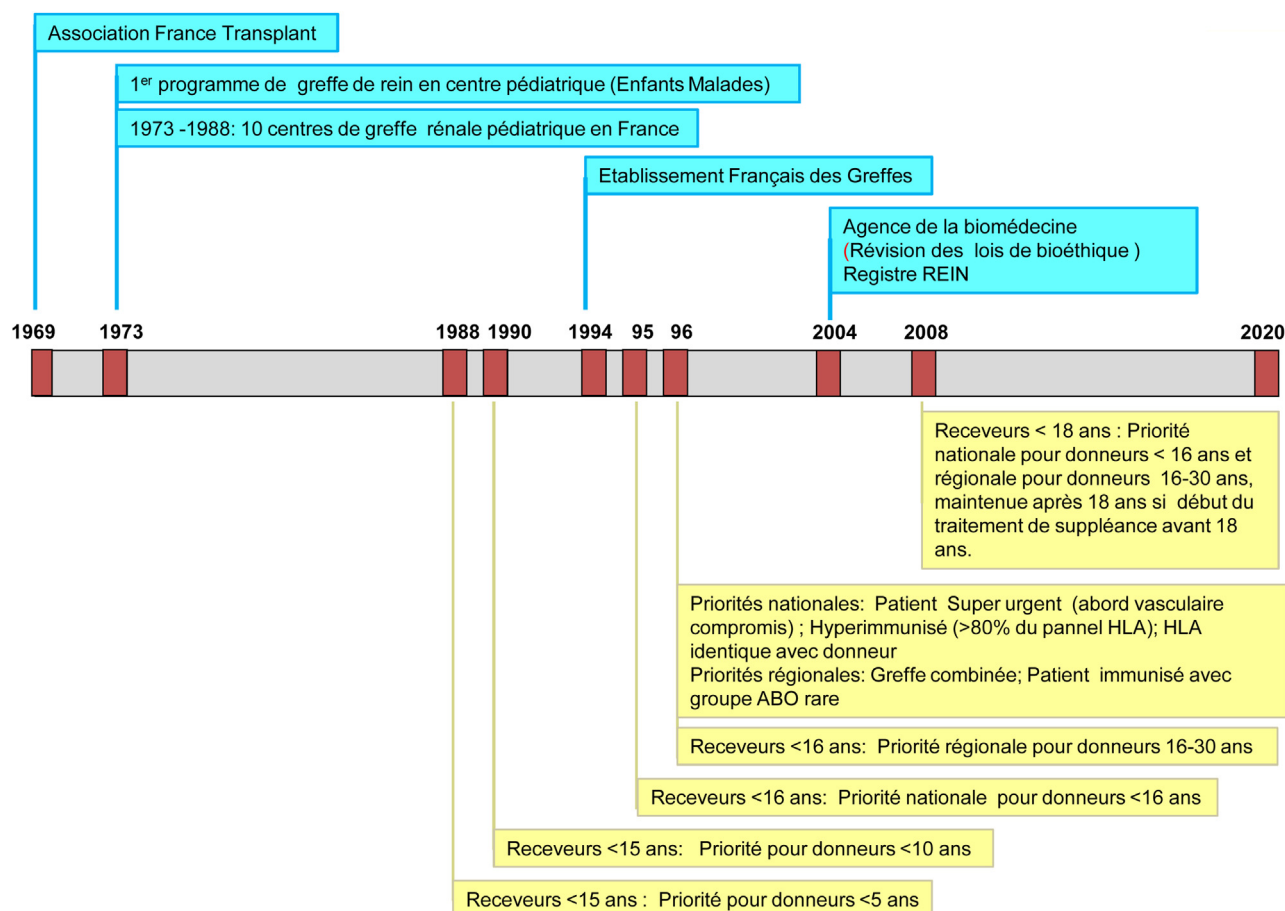 Association France Transplant
1er programme de greffe de rein en centre pédiatrique (Enfants Malades)
1973 -1988: 10 centres de greffe rénale pédiatrique en France
Etablissement Français des Greffes
Agence de la biomédecine
(Révision des lois de bioéthique )
Registre REIN
1969 1973 1988 1990 1994 95 96 2004 2008 2020
Receveurs < 18 ans : Priorité
nationale pour donneurs < 16 ans et
régionale pour donneurs 16-30 ans,
maintenue après 18 ans si début du
traitement de suppléance avant 18
ans.
Priorités nationales: Patient Super urgent (abord vasculaire
compromis) ; Hyperimmunisé (>80% du pannel HLA); HLA
identique avec donneur
Priorités régionales: Greffe combinée; Patient immunisé avec
groupe ABO rare
Receveurs <16 ans: Priorité régionale pour donneurs 16-30 ans
Receveurs <16 ans: Priorité nationale pour donneurs <16 ans
Receveurs <15 ans: Priorité pour donneurs <10 ans
Receveurs <15 ans : Priorité pour donneurs <5 ans